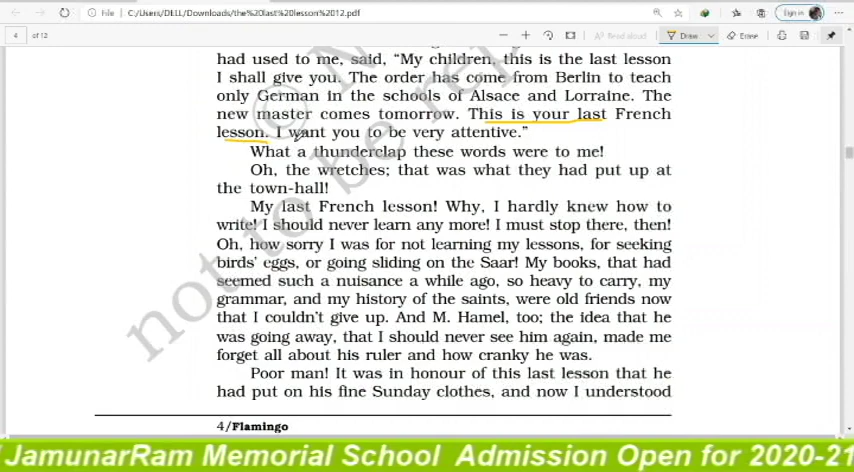 File
C:/Users/DELL/Downloads/the%20last%20lesson%2012.pdf
Sign in
4 of 12
Read aloud
Draw
Erase
had used to me, said, “My children, this is the last lesson
I shall give you. The order has come from Berlin to teach
only German in the schools of Alsace and Lorraine. The
new master comes tomorrow. This is your last French
lesson. I want you to be very attentive.”
What a thunderclap these words were to me!
Oh, the wretches; that was what they had put up at
the town-hall!
My last French lesson! Why, I hardly knew how to
write! I should never learn any more! I must stop there, then!
Oh, how sorry I was for not learning my lessons, for seeking
birds’ eggs, or going sliding on the Saar! My books, that had
seemed such a nuisance a while ago, so heavy to carry, my
grammar, and my history of the saints, were old friends now
that I couldn’t give up. And M. Hamel, too; the idea that he
was going away, that I should never see him again, made me
forget all about his ruler and how cranky he was.
Poor man! It was in honour of this last lesson that he
had put on his fine Sunday clothes, and now I understood
4/Flamingo
not to be rep
JamunarRam Memorial School Admission Open for 2020-21